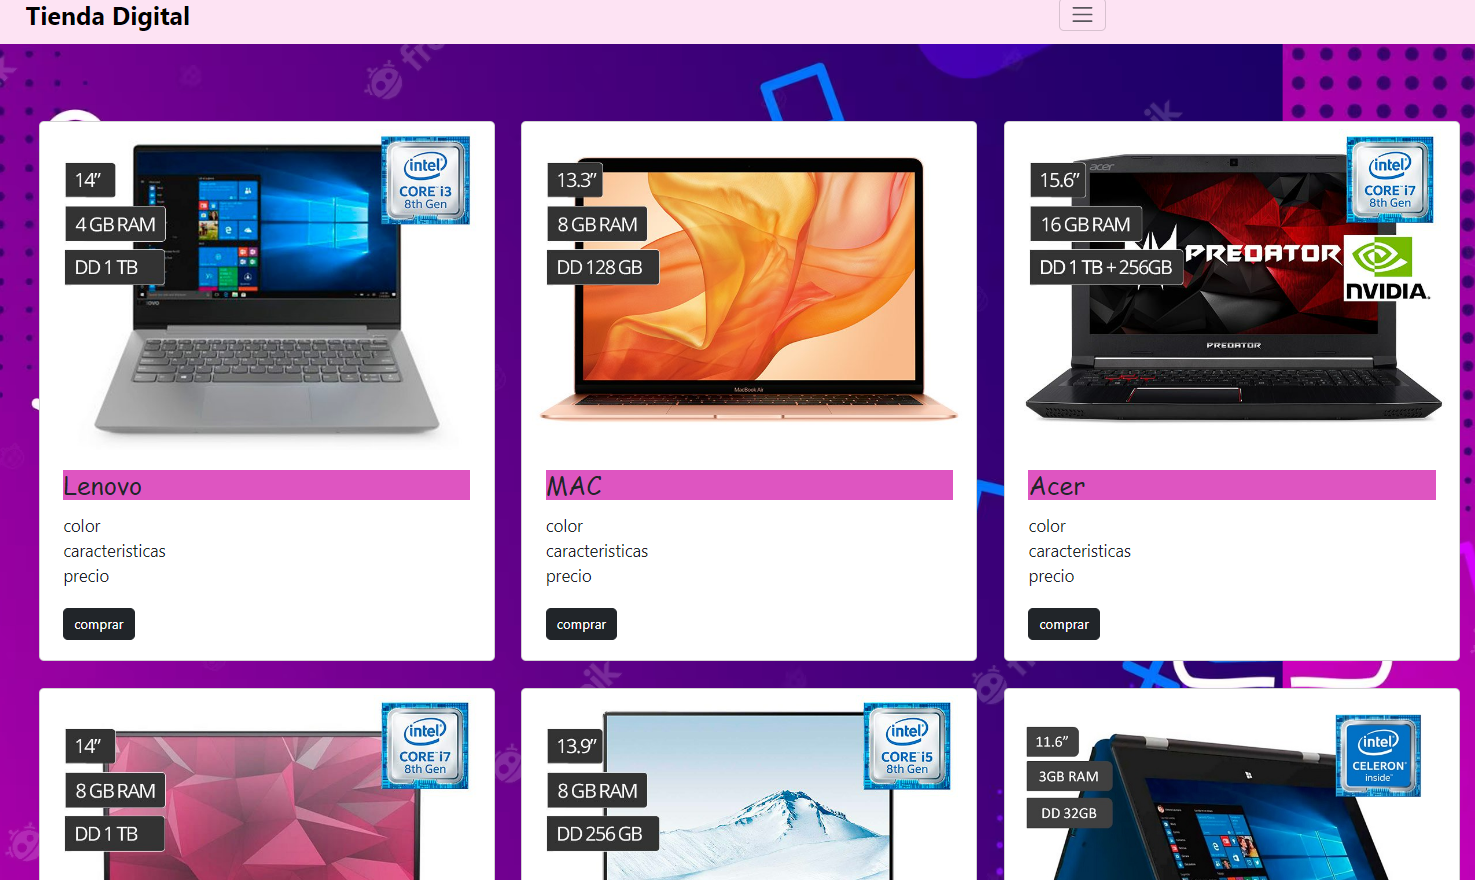 Tienda Digital
14”
4 GB RAM
DD 1 TB
intel
CORE i3
8th Gen
13.3”
8 GB RAM
DD 128 GB
MacBook Air
15.6”
16 GB RAM
DD 1 TB + 256GB
acer
intel
CORE i7
8th Gen
PREDATOR
NVIDIA.
PREDATOR
Lenovo
color
caracteristicas
precio
comprar
MAC
color
caracteristicas
precio
comprar
Acer
color
caracteristicas
precio
comprar
14”
8 GB RAM
DD 1 TB
intel
CORE i7
8th Gen
13.9”
8 GB RAM
DD 256 GB
intel
CORE i5
8th Gen
11.6”
3GB RAM
DD 32GB
intel
CELERON
inside